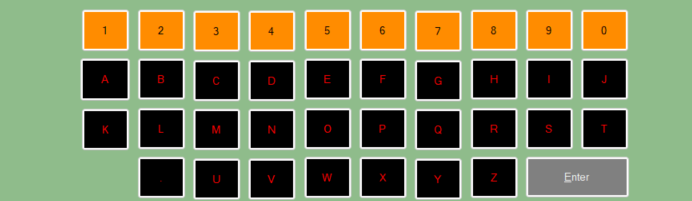 1 2 3 4 5 6 7 8 9 0
A B C D E F G H I J
K L M N O P Q R S T
. U V W X Y Z Enter